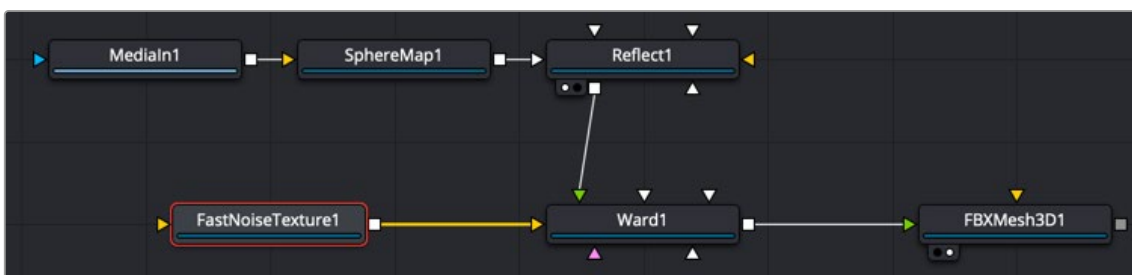 MediaIn1
SphereMap1
Reflect1
FastNoiseTexture1
Ward1
FBXMesh3D1